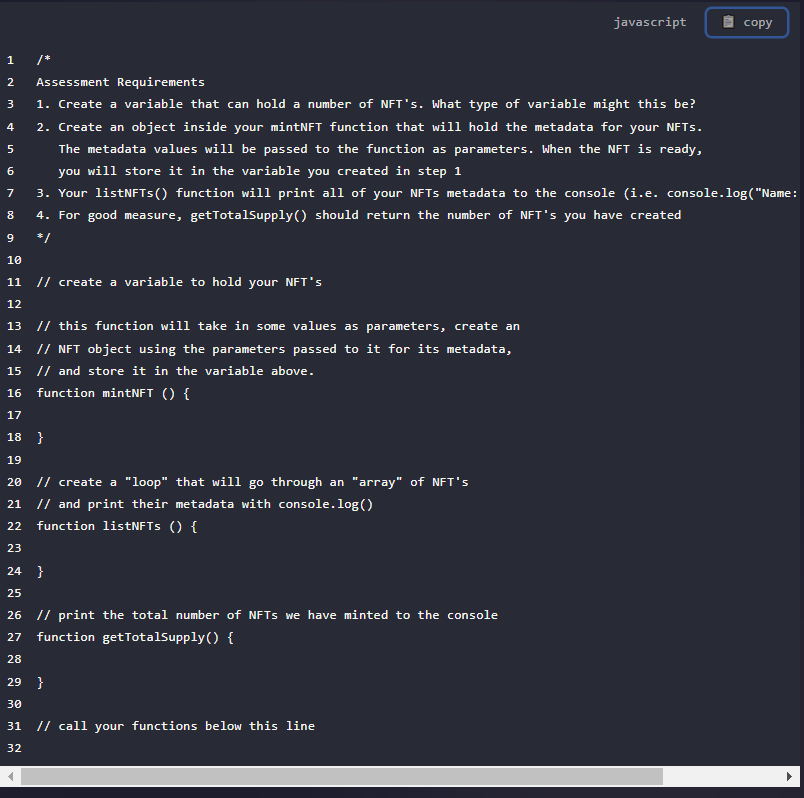 javascript
copy
1 /*
2 Assessment Requirements
3 1. Create a variable that can hold a number of NFT's. What type of variable might this be?
4 2. Create an object inside your mintNFT function that will hold the metadata for your NFTs.
5    The metadata values will be passed to the function as parameters. When the NFT is ready,
6    you will store it in the variable you created in step 1
7 3. Your listNFTs() function will print all of your NFTs metadata to the console (i.e. console.log("Name:
8 4. For good measure, getTotalSupply() should return the number of NFT's you have created
9 */
10
11 // create a variable to hold your NFT's
12
13 // this function will take in some values as parameters, create an
14 // NFT object using the parameters passed to it for its metadata,
15 // and store it in the variable above.
16 function mintNFT () {
17
18 }
19
20 // create a "loop" that will go through an "array" of NFT's
21 // and print their metadata with console.log()
22 function listNFTs () {
23
24 }
25
26 // print the total number of NFTs we have minted to the console
27 function getTotalSupply() {
28
29 }
30
31 // call your functions below this line
32